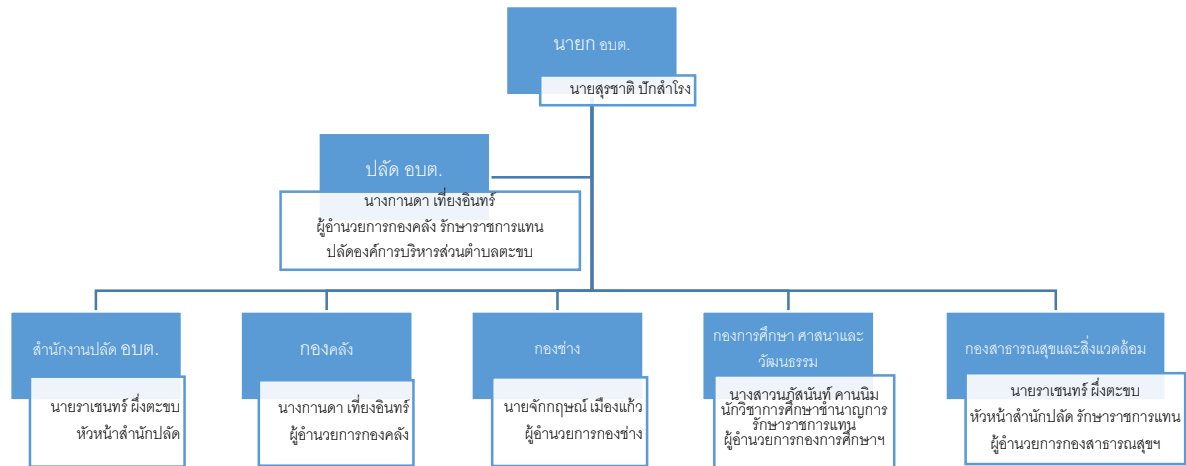 นายก อบต.
นายสุรชาติ ปักสำโรง
ปลัด อบต.
นางกานดา เที่ยงอินทร์
ผู้อำนวยการกองคลัง รักษาราชการแทน
ปลัดองค์การบริหารส่วนตำบลตะขบ
สำนักงานปลัด อบต.
นายราเชนทร์ ผึ่งตะขบ
หัวหน้าสำนักปลัด
กองคลัง
นางกานดา เที่ยงอินทร์
ผู้อำนวยการกองคลัง
กองช่าง
นายจักกฤษณ์ เมืองแก้ว
ผู้อำนวยการกองช่าง
กองการศึกษา ศาสนาและ
วัฒนธรรม
นางสาวนภัสนันท์ คานนิม
นักวิชาการศึกษาชำนาญการ
รักษาราชการแทน
ผู้อำนวยการกองการศึกษาฯ
กองสาธารณสุขและสิ่งแวดล้อม
นายราเชนทร์ ผึ่งตะขบ
หัวหน้าสำนักปลัด รักษาราชการแทน
ผู้อำนวยการกองสาธารณสุขฯ